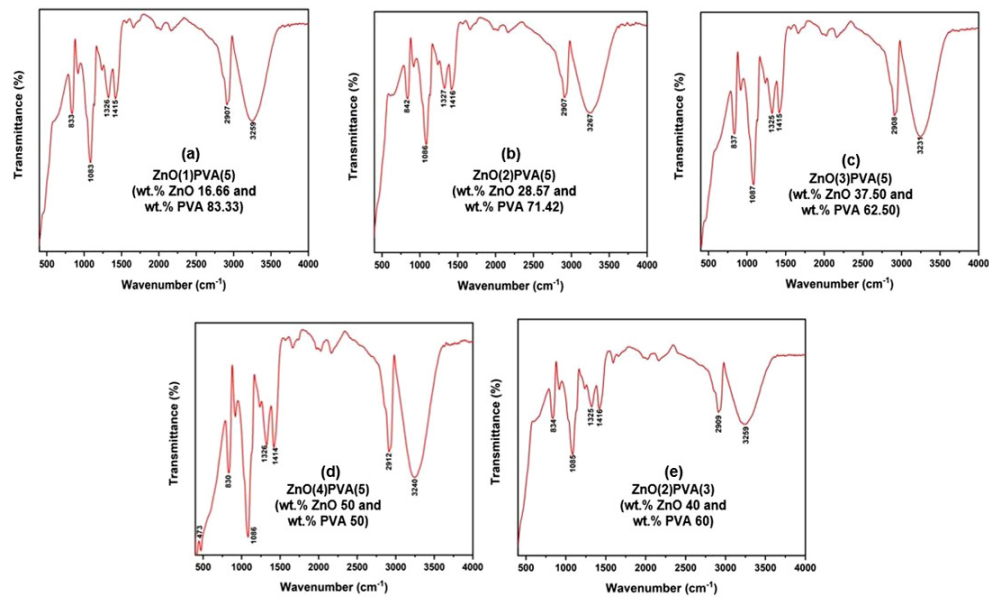 Transmittance (%)
833
1083
1326
1415
2907
3259
(a)
ZnO(1)PVA(5)
(wt.% ZnO 16.66 and
wt.% PVA 83.33)
500 1000 1500 2000 2500 3000 3500 4000
Wavenumber (cm⁻¹)
Transmittance (%)
842
1086
1327
1416
2907
3267
(b)
ZnO(2)PVA(5)
(wt.% ZnO 28.57 and
wt.% PVA 71.42)
500 1000 1500 2000 2500 3000 3500 4000
Wavenumber (cm⁻¹)
Transmittance (%)
837
1087
1325
1415
2908
3231
(c)
ZnO(3)PVA(5)
(wt.% ZnO 37.50 and
wt.% PVA 62.50)
500 1000 1500 2000 2500 3000 3500 4000
Wavenumber (cm⁻¹)
Transmittance (%)
473
830
1086
1326
1414
2912
3240
(d)
ZnO(4)PVA(5)
(wt.% ZnO 50 and
wt.% PVA 50)
500 1000 1500 2000 2500 3000 3500 4000
Wavenumber (cm⁻¹)
Transmittance (%)
834
1085
1325
1416
2909
3259
(e)
ZnO(2)PVA(3)
(wt.% ZnO 40 and
wt.% PVA 60)
500 1000 1500 2000 2500 3000 3500 4000
Wavenumber (cm⁻¹)